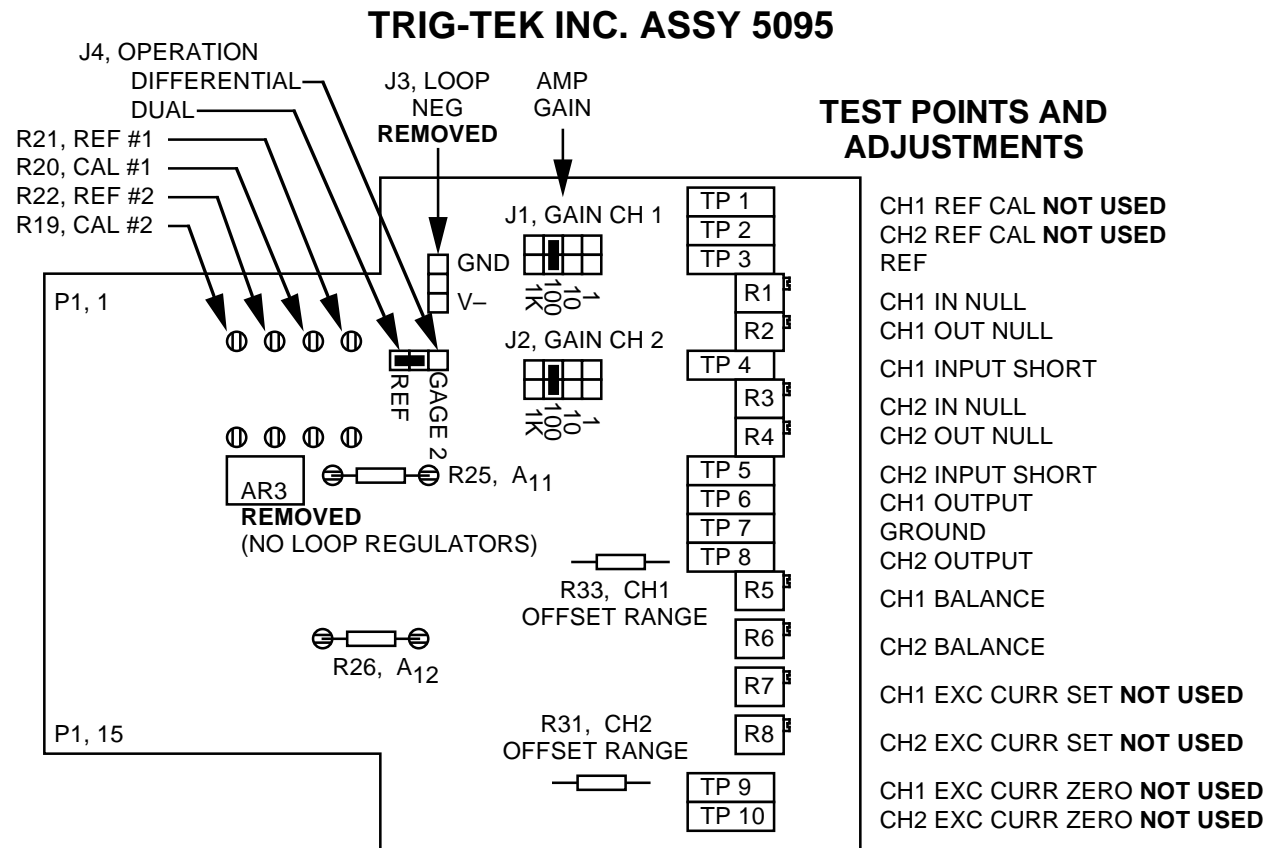 TRIG-TEK INC. ASSY 5095
J4, OPERATION
DIFFERENTIAL
DUAL
R21, REF #1
R20, CAL #1
R22, REF #2
R19, CAL #2
J3, LOOP
NEG
REMOVED
AMP
GAIN
TEST POINTS AND
ADJUSTMENTS
P1, 1
GND
V–
REF
GAGE 2
J1, GAIN CH 1
1K
100
10
1
J2, GAIN CH 2
1K
100
10
1
AR3
REMOVED
(NO LOOP REGULATORS)
R25, A11
R33, CH1
OFFSET RANGE
R26, A12
P1, 15
R31, CH2
OFFSET RANGE
TP 1
CH1 REF CAL NOT USED
TP 2
CH2 REF CAL NOT USED
TP 3
REF
R1
CH1 IN NULL
R2
CH1 OUT NULL
TP 4
CH1 INPUT SHORT
R3
CH2 IN NULL
R4
CH2 OUT NULL
TP 5
CH2 INPUT SHORT
TP 6
CH1 OUTPUT
TP 7
GROUND
TP 8
CH2 OUTPUT
R5
CH1 BALANCE
R6
CH2 BALANCE
R7
CH1 EXC CURR SET NOT USED
R8
CH2 EXC CURR SET NOT USED
TP 9
CH1 EXC CURR ZERO NOT USED
TP 10
CH2 EXC CURR ZERO NOT USED